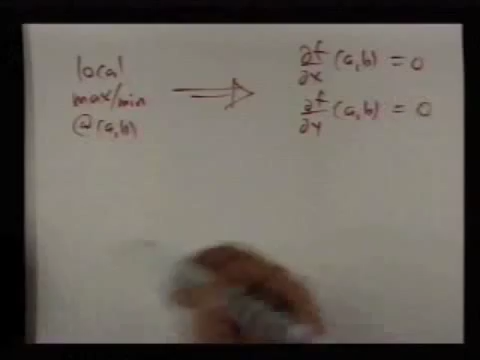 local
max/min
@(a,b)
⟹
∂f/∂x (a,b) = 0
∂f/∂y (a,b) = 0